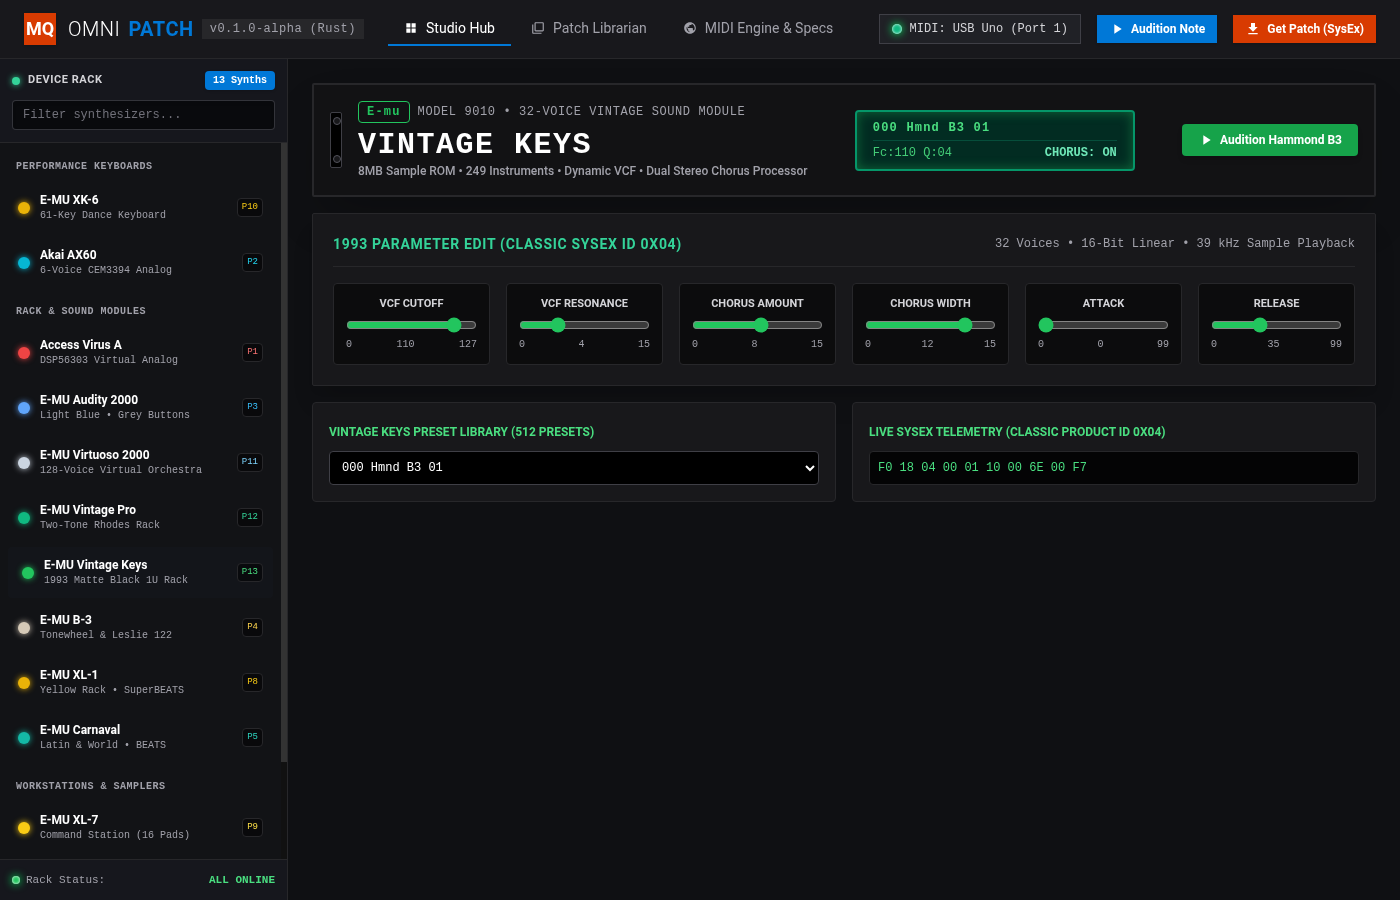 MQ OMNI PATCH v0.1.0-alpha (Rust) Studio Hub Patch Librarian MIDI Engine & Specs MIDI: USB Uno (Port 1) Audition Note Get Patch (SysEx)
DEVICE RACK 13 Synths
Filter synthesizers...
PERFORMANCE KEYBOARDS
E-MU XK-6
61-Key Dance Keyboard
P10
Akai AX60
6-Voice CEM3394 Analog
P2
RACK & SOUND MODULES
Access Virus A
DSP56303 Virtual Analog
P1
E-MU Audity 2000
Light Blue • Grey Buttons
P3
E-MU Virtuoso 2000
128-Voice Virtual Orchestra
P11
E-MU Vintage Pro
Two-Tone Rhodes Rack
P12
E-MU Vintage Keys
1993 Matte Black 1U Rack
P13
E-MU B-3
Tonewheel & Leslie 122
P4
E-MU XL-1
Yellow Rack • SuperBEATS
P8
E-MU Carnaval
Latin & World • BEATS
P5
WORKSTATIONS & SAMPLERS
E-MU XL-7
Command Station (16 Pads)
P9
Rack Status: ALL ONLINE
E-mu MODEL 9010 • 32-VOICE VINTAGE SOUND MODULE
VINTAGE KEYS
8MB Sample ROM • 249 Instruments • Dynamic VCF • Dual Stereo Chorus Processor
000 Hmnd B3 01
Fc:110 Q:04 CHORUS: ON
Audition Hammond B3
1993 PARAMETER EDIT (CLASSIC SYSEX ID 0X04)
32 Voices • 16-Bit Linear • 39 kHz Sample Playback
VCF CUTOFF
0 110 127
VCF RESONANCE
0 4 15
CHORUS AMOUNT
0 8 15
CHORUS WIDTH
0 12 15
ATTACK
0 0 99
RELEASE
0 35 99
VINTAGE KEYS PRESET LIBRARY (512 PRESETS)
000 Hmnd B3 01
LIVE SYSEX TELEMETRY (CLASSIC PRODUCT ID 0X04)
F0 18 04 00 01 10 00 6E 00 F7